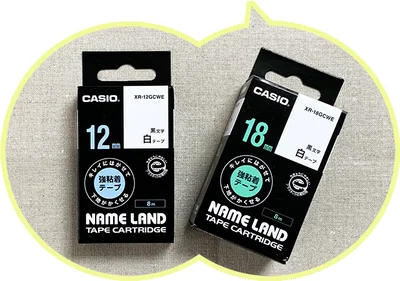 CASIO
XR-12GCWE
12mm
黒文字
白テープ
キレイにはがせて
強粘着
テープ
下地がかくせる
8m
NAME LAND
TAPE CARTRIDGE
CASIO
XR-18GCWE
18mm
黒文字
白テープ
キレイにはがせて
強粘着
テープ
下地がかくせる
8m
NAME LAND
TAPE CARTRIDGE